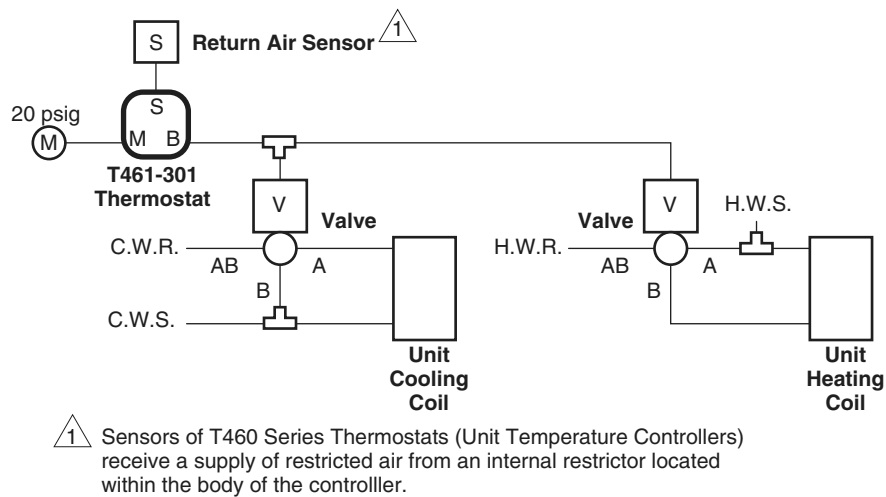 S
Return Air Sensor 1
20 psig
S
M
M B
T461-301
Thermostat
V
Valve
V
Valve
H.W.S.
C.W.R.
AB
A
H.W.R.
AB
A
B
B
C.W.S.
Unit
Cooling
Coil
Unit
Heating
Coil
1 Sensors of T460 Series Thermostats (Unit Temperature Controllers)
receive a supply of restricted air from an internal restrictor located
within the body of the controlller.